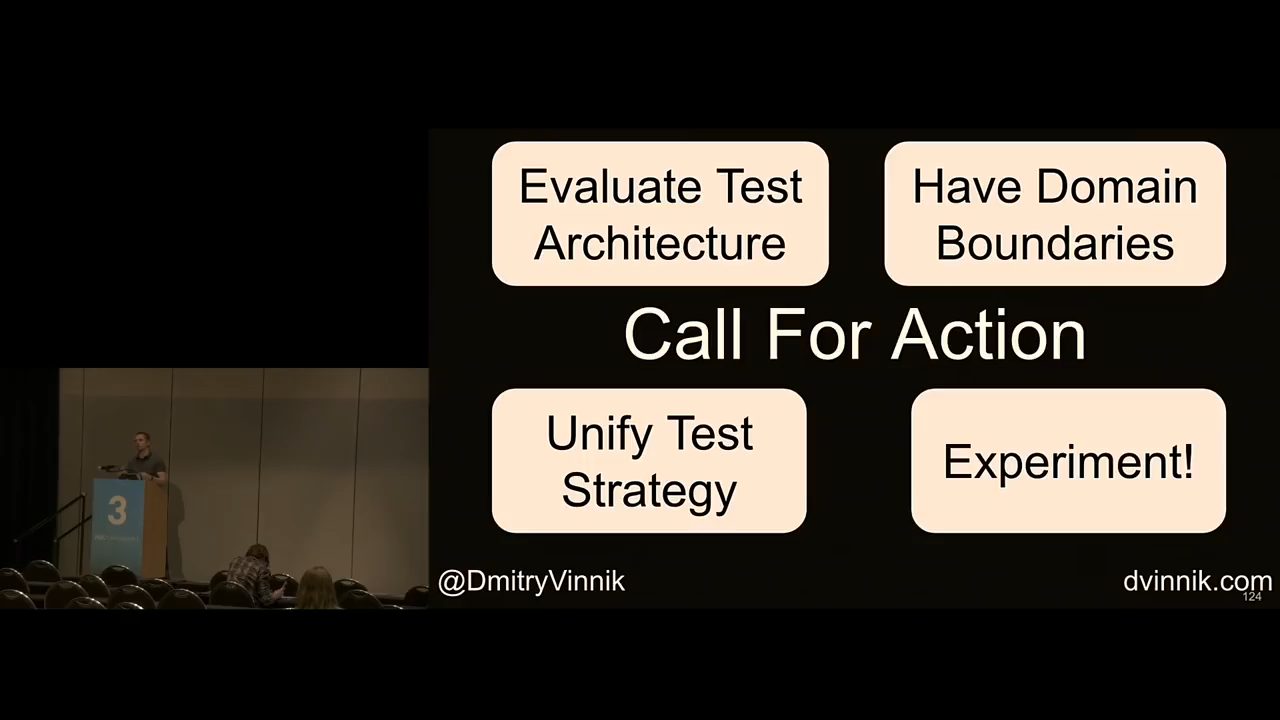 Evaluate Test
Architecture
Have Domain
Boundaries
Call For Action
Unify Test
Strategy
Experiment!
@DmitryVinnik
dvinnik.com
124
3